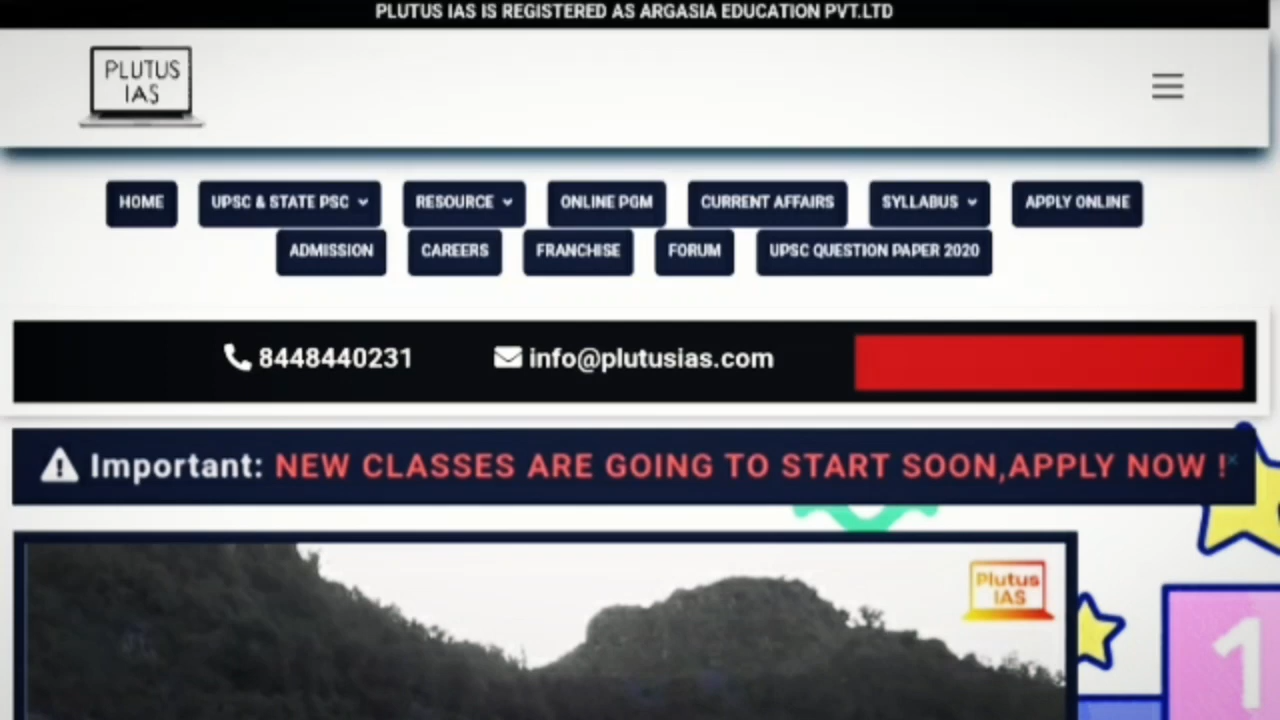 PLUTUS IAS IS REGISTERED AS ARGASIA EDUCATION PVT.LTD
PLUTUS
IAS
HOME
UPSC & STATE PSC
RESOURCE
ONLINE PGM
CURRENT AFFAIRS
SYLLABUS
APPLY ONLINE
ADMISSION
CAREERS
FRANCHISE
FORUM
UPSC QUESTION PAPER 2020
8448440231
info@plutusias.com
Important: NEW CLASSES ARE GOING TO START SOON,APPLY NOW !
Plutus
IAS
1